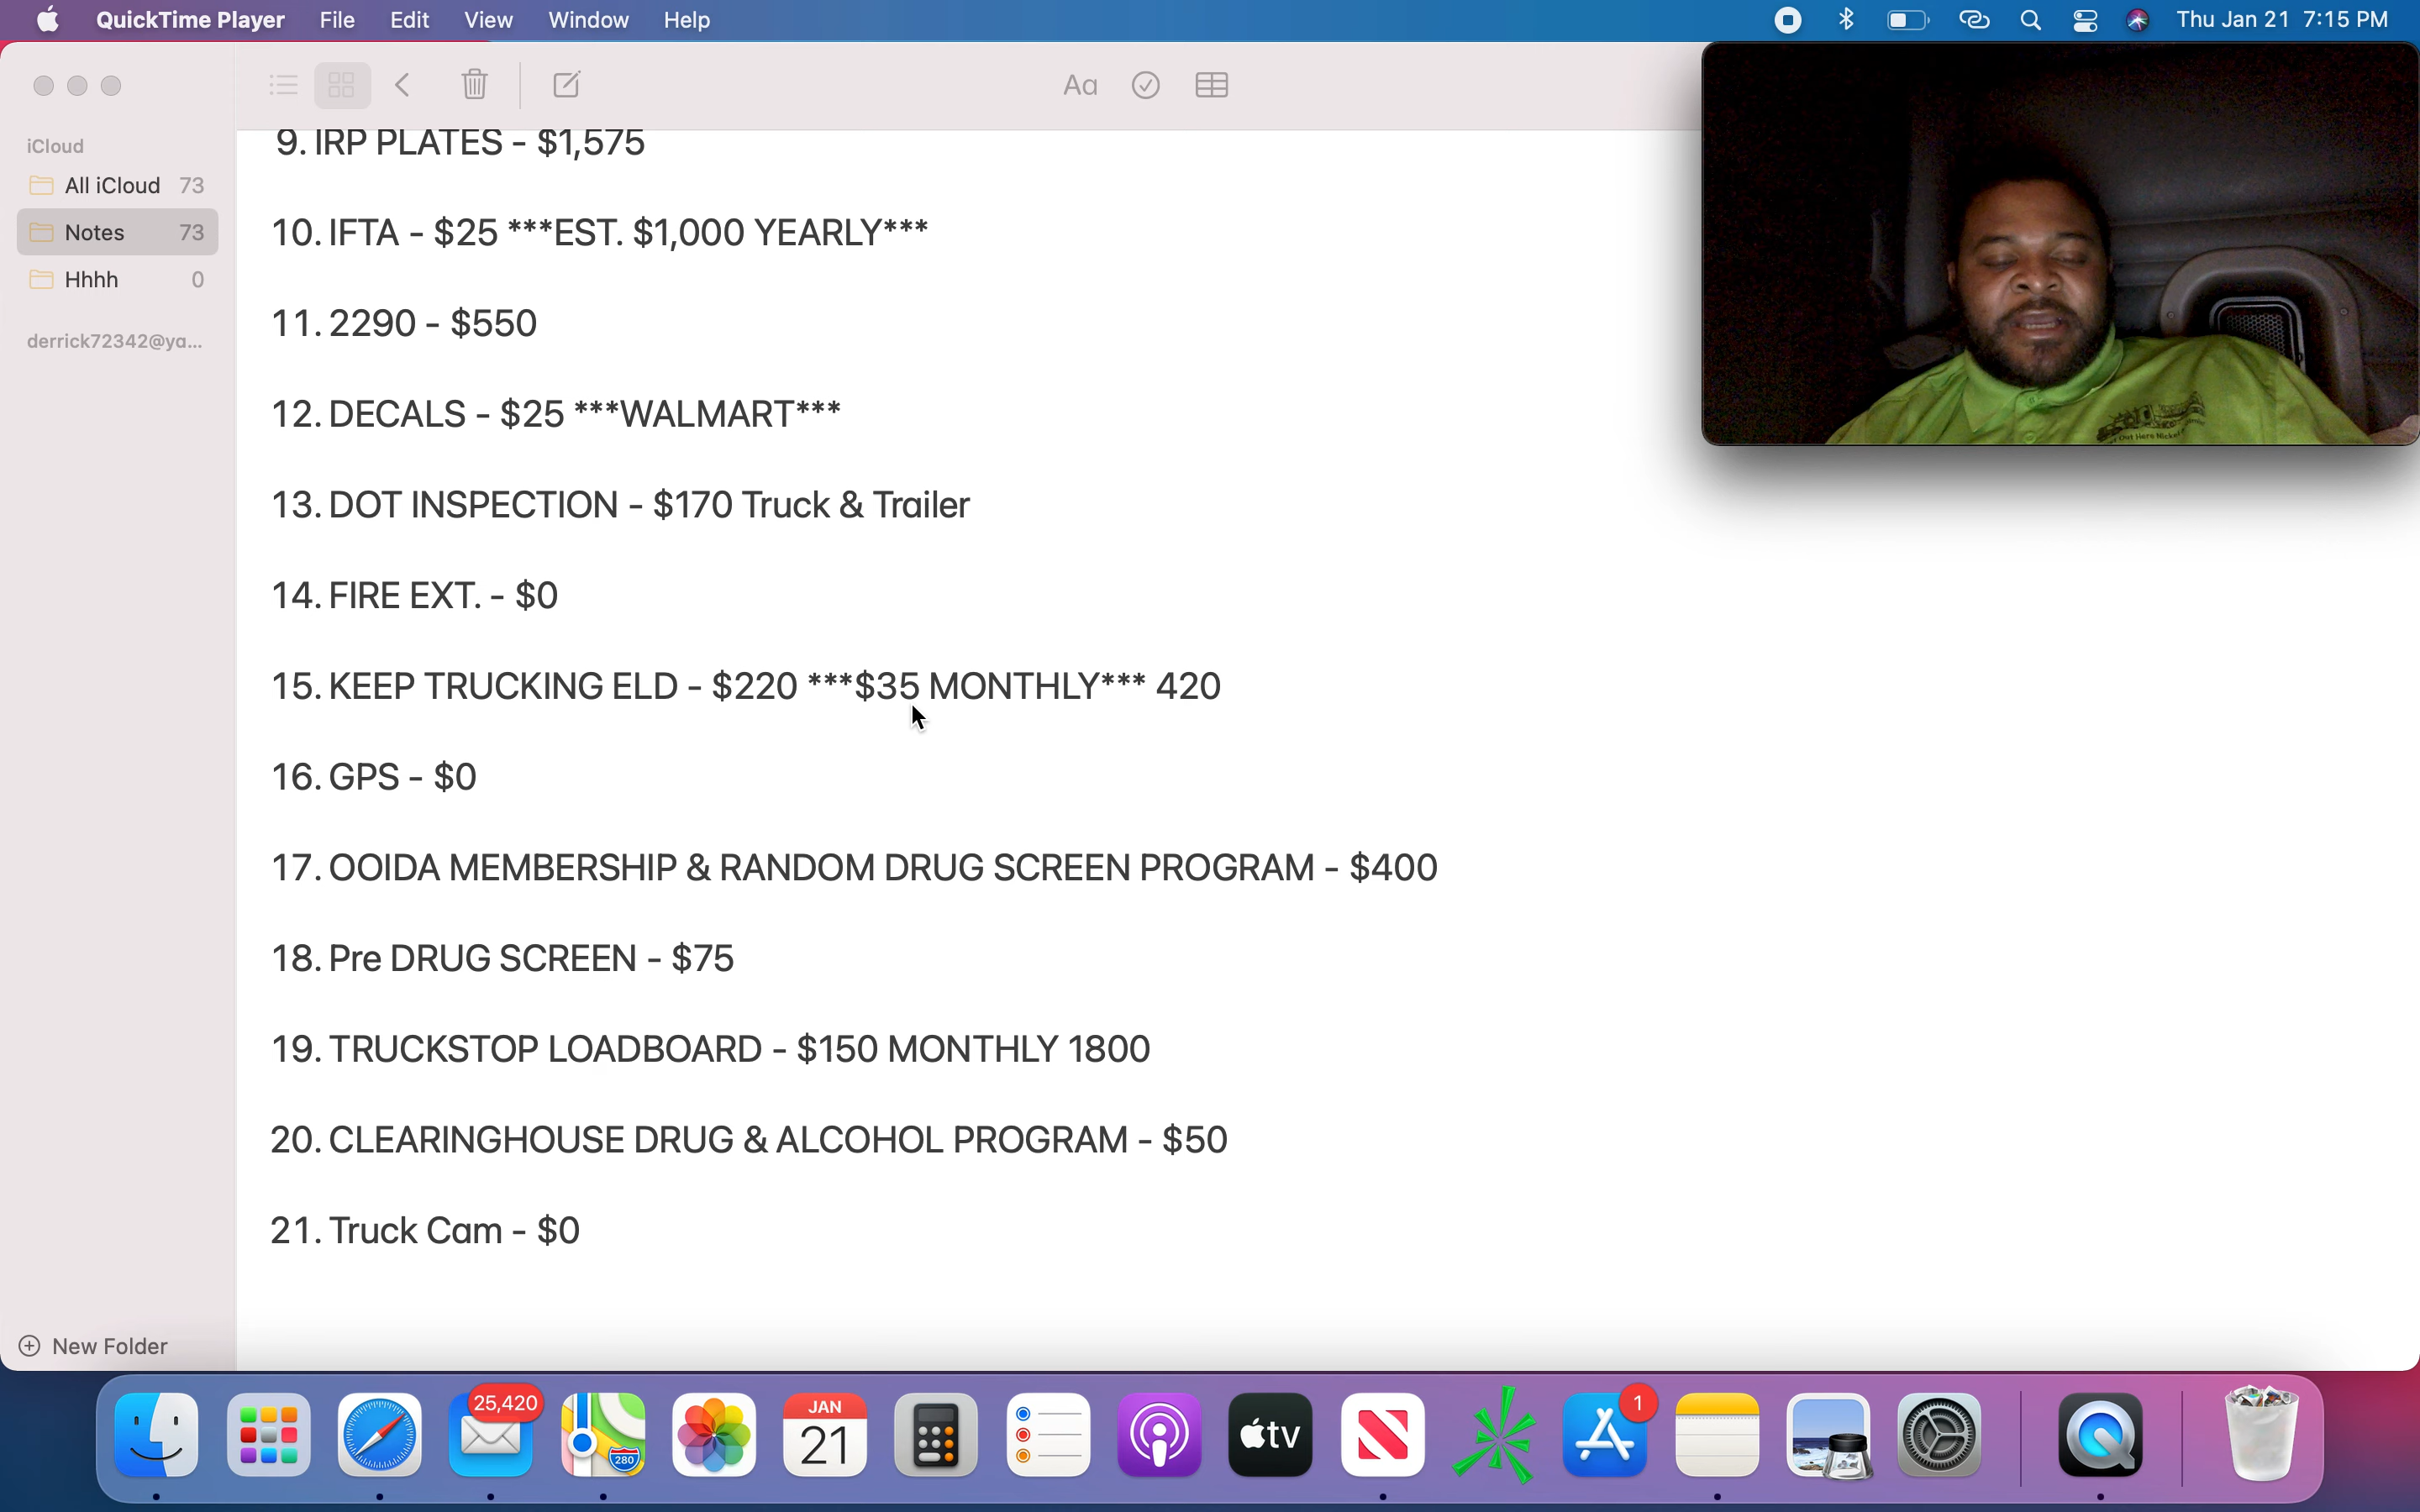 QuickTime Player File Edit View Window Help Thu Jan 21 7:15 PM
Aa
iCloud
All iCloud 73
Notes 73
Hhhh 0
derrick72342@ya...
New Folder
9. IRP PLATES - $1,575
10. IFTA - $25 ***EST. $1,000 YEARLY***
11. 2290 - $550
12. DECALS - $25 ***WALMART***
13. DOT INSPECTION - $170 Truck & Trailer
14. FIRE EXT. - $0
15. KEEP TRUCKING ELD - $220 ***$35 MONTHLY*** 420
16. GPS - $0
17. OOIDA MEMBERSHIP & RANDOM DRUG SCREEN PROGRAM - $400
18. Pre DRUG SCREEN - $75
19. TRUCKSTOP LOADBOARD - $150 MONTHLY 1800
20. CLEARINGHOUSE DRUG & ALCOHOL PROGRAM - $50
21. Truck Cam - $0
Out Here
25,420
280
JAN
21
tv
1